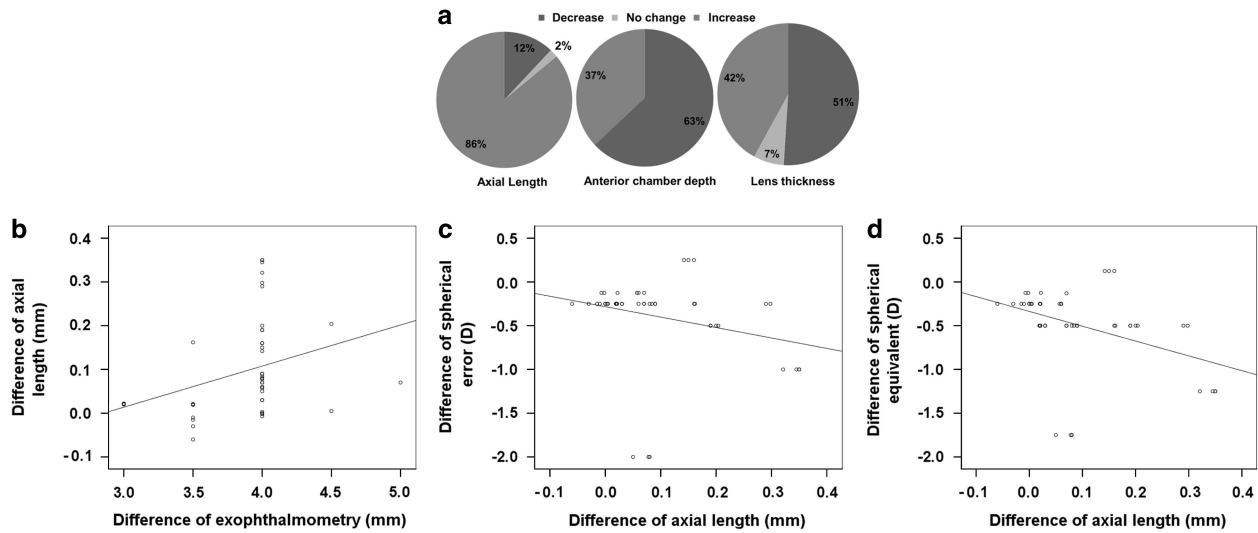 a
Decrease No change Increase
12% 2%
86%
Axial Length
37%
63%
Anterior chamber depth
42%
51%
7%
Lens thickness
b
Difference of axial
length (mm)
0.4
0.3
0.2
0.1
0.0
-0.1
3.0 3.5 4.0 4.5 5.0
Difference of exophthalmometry (mm)
c
Difference of spherical
error (D)
0.5
0.0
-0.5
-1.0
-1.5
-2.0
-0.1 0.0 0.1 0.2 0.3 0.4
Difference of axial length (mm)
d
Difference of spherical
equivalent (D)
0.5
0.0
-0.5
-1.0
-1.5
-2.0
-0.1 0.0 0.1 0.2 0.3 0.4
Difference of axial length (mm)